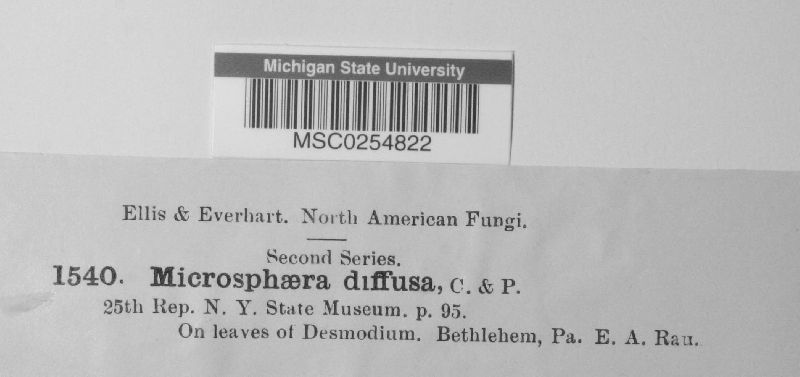 Michigan State University
MSC0254822
Ellis & Everhart. North American Fungi.
Second Series.
1540. Microsphæra diffusa, C. & P.
25th Rep. N. Y. State Museum. p. 95.
On leaves of Desmodium. Bethlehem, Pa. E. A. Rau.